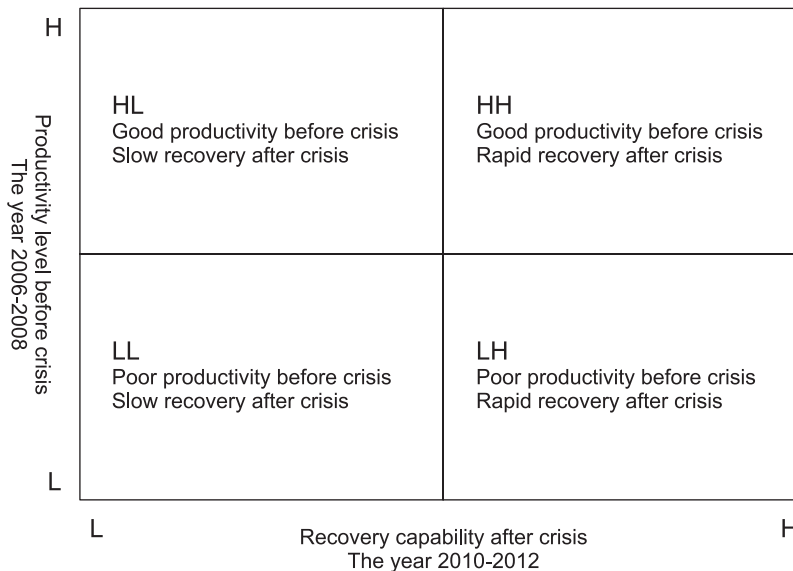 H
Productivity level before crisis
The year 2006-2008
HL
Good productivity before crisis
Slow recovery after crisis
HH
Good productivity before crisis
Rapid recovery after crisis
LL
Poor productivity before crisis
Slow recovery after crisis
LH
Poor productivity before crisis
Rapid recovery after crisis
L
L
Recovery capability after crisis
The year 2010-2012
H